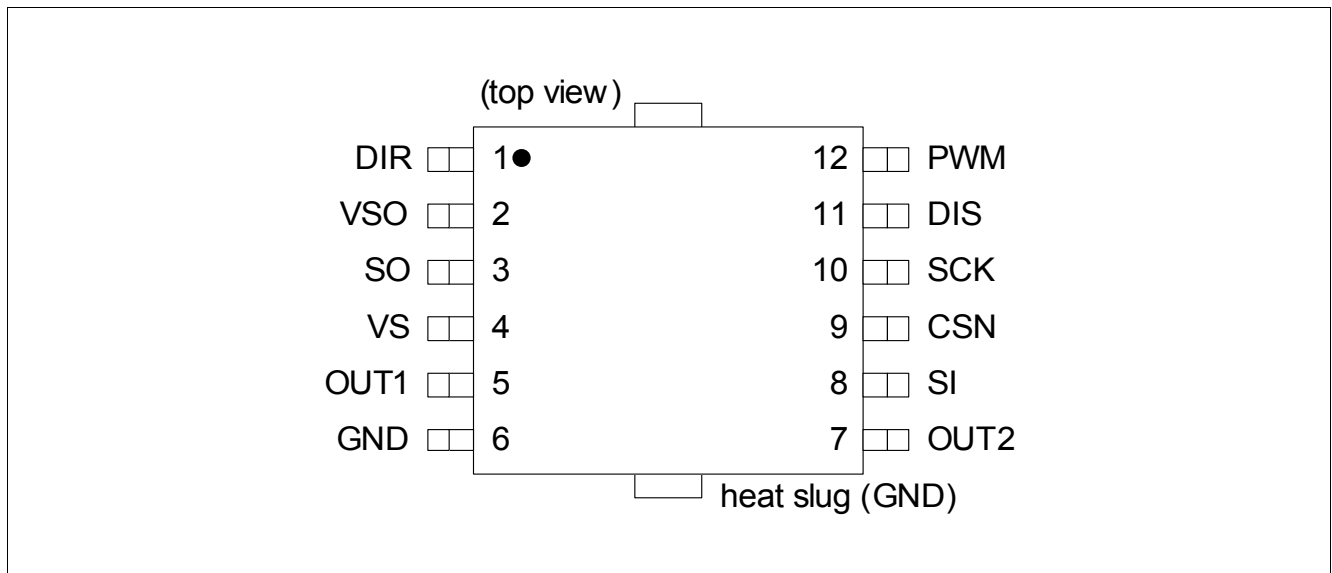 (top view)
DIR 1 12 PWM
VSO 2 11 DIS
SO 3 10 SCK
VS 4 9 CSN
OUT1 5 8 SI
GND 6 7 OUT2
heat slug (GND)